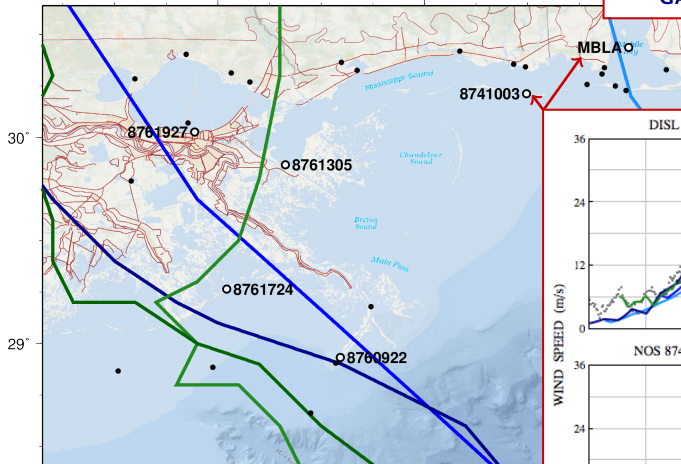 MBLA
Mississippi Sound
8741003
30˚
8761927
8761305
Chandeleur
Sound
Breton
Sound
Main Pass
8761724
29˚
8760922
DISL
36
24
12
0
WIND SPEED (m/s)
NOS 874
36
24